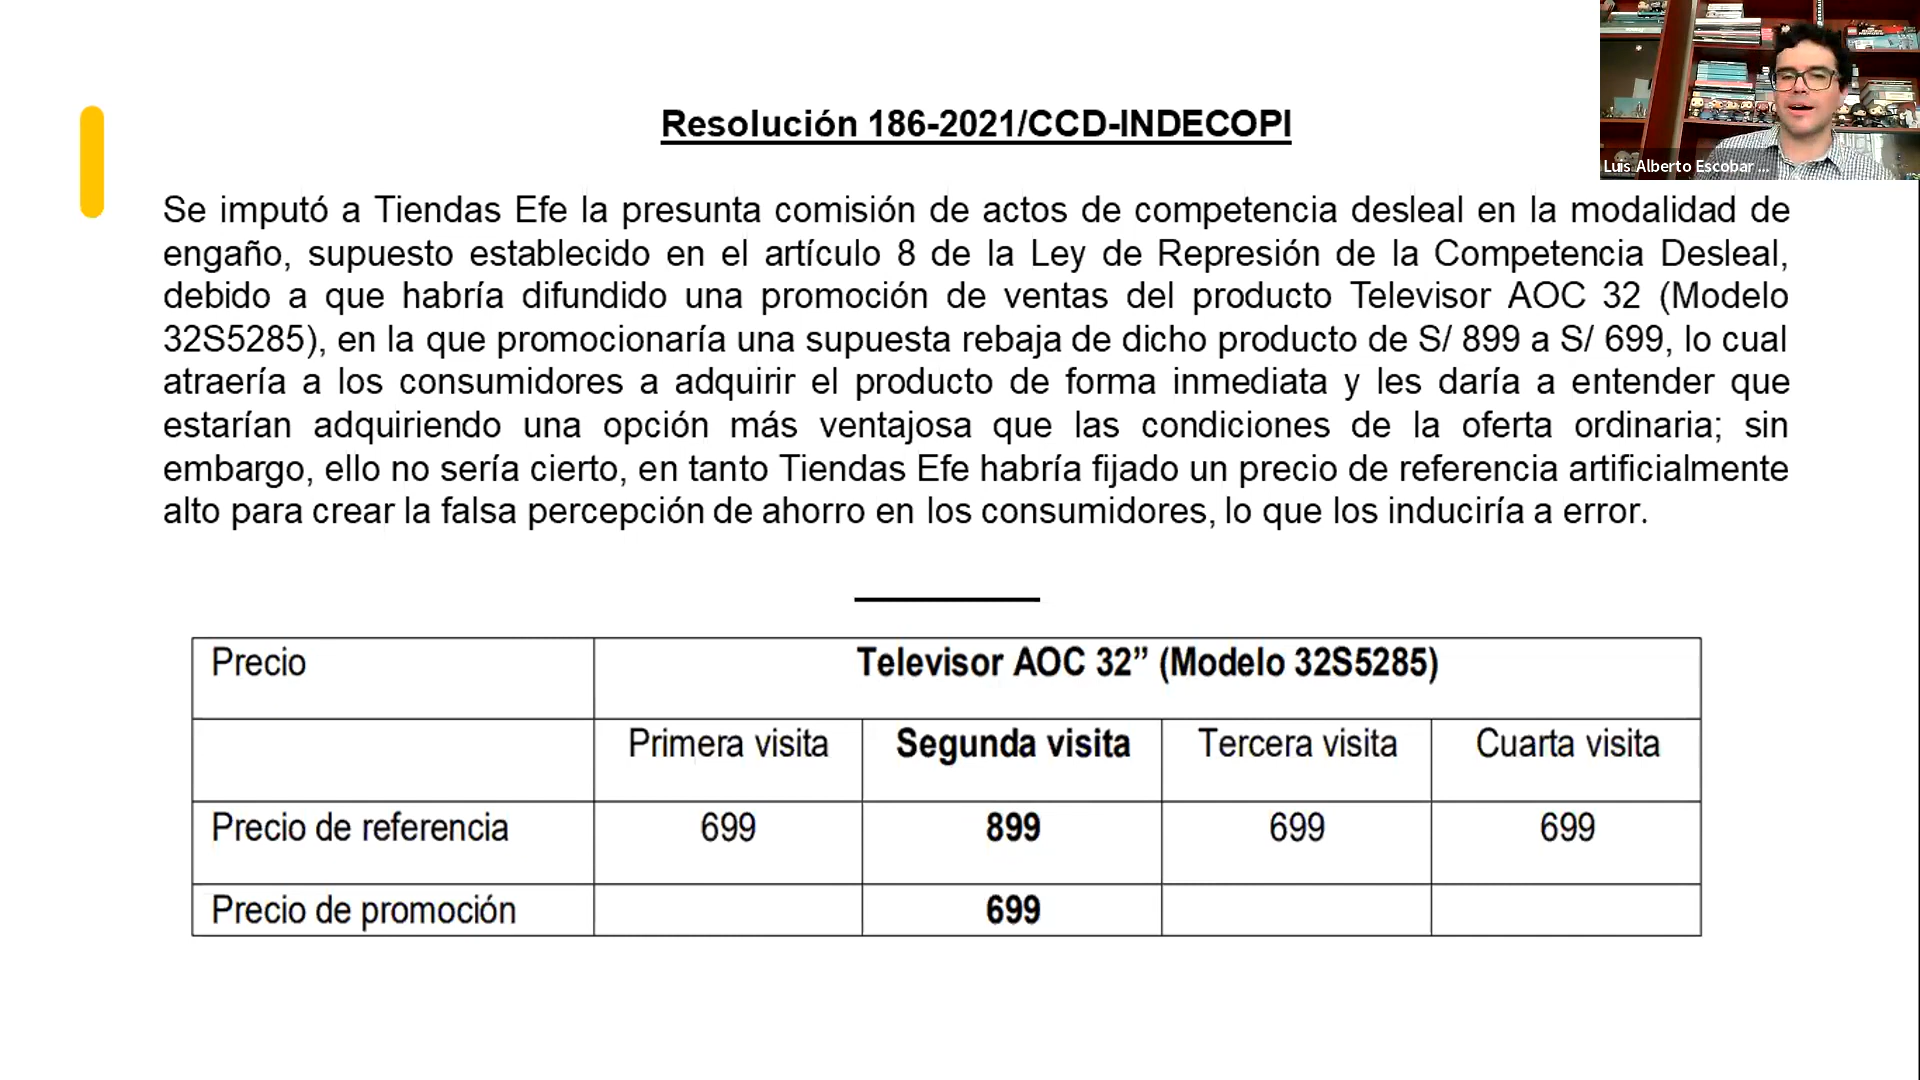 Resolución 186-2021/CCD-INDECOPI
Luis Alberto Escobar ...
Se imputó a Tiendas Efe la presunta comisión de actos de competencia desleal en la modalidad de
engaño, supuesto establecido en el artículo 8 de la Ley de Represión de la Competencia Desleal,
debido a que habría difundido una promoción de ventas del producto Televisor AOC 32 (Modelo
32S5285), en la que promocionaría una supuesta rebaja de dicho producto de S/ 899 a S/ 699, lo cual
atraería a los consumidores a adquirir el producto de forma inmediata y les daría a entender que
estarían adquiriendo una opción más ventajosa que las condiciones de la oferta ordinaria; sin
embargo, ello no sería cierto, en tanto Tiendas Efe habría fijado un precio de referencia artificialmente
alto para crear la falsa percepción de ahorro en los consumidores, lo que los induciría a error.
Precio Televisor AOC 32” (Modelo 32S5285)
Primera visita Segunda visita Tercera visita Cuarta visita
Precio de referencia 699 899 699 699
Precio de promoción 699